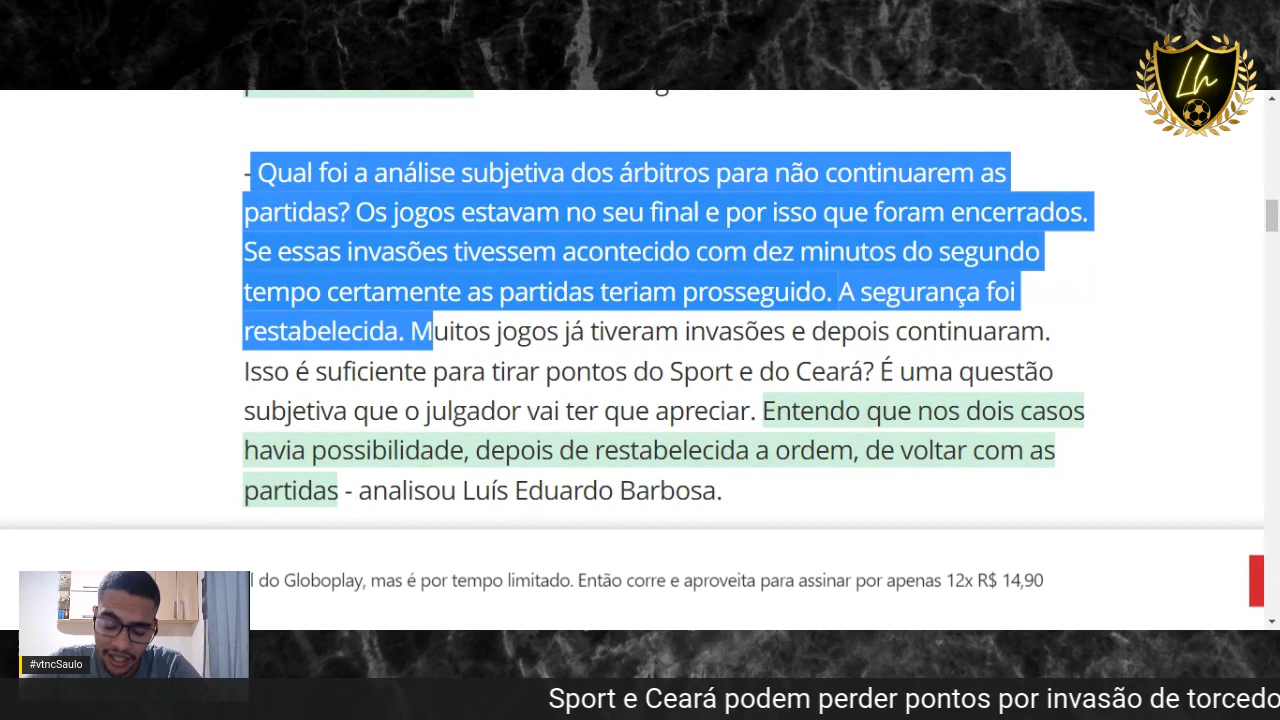 Lh
- Qual foi a análise subjetiva dos árbitros para não continuarem as
partidas? Os jogos estavam no seu final e por isso que foram encerrados.
Se essas invasões tivessem acontecido com dez minutos do segundo
tempo certamente as partidas teriam prosseguido. A segurança foi
restabelecida. Muitos jogos já tiveram invasões e depois continuaram.
Isso é suficiente para tirar pontos do Sport e do Ceará? É uma questão
subjetiva que o julgador vai ter que apreciar. Entendo que nos dois casos
havia possibilidade, depois de restabelecida a ordem, de voltar com as
partidas - analisou Luís Eduardo Barbosa.
l do Globoplay, mas é por tempo limitado. Então corre e aproveita para assinar por apenas 12x R$ 14,90
#vtncSaulo
Sport e Ceará podem perder pontos por invasão de torcedo